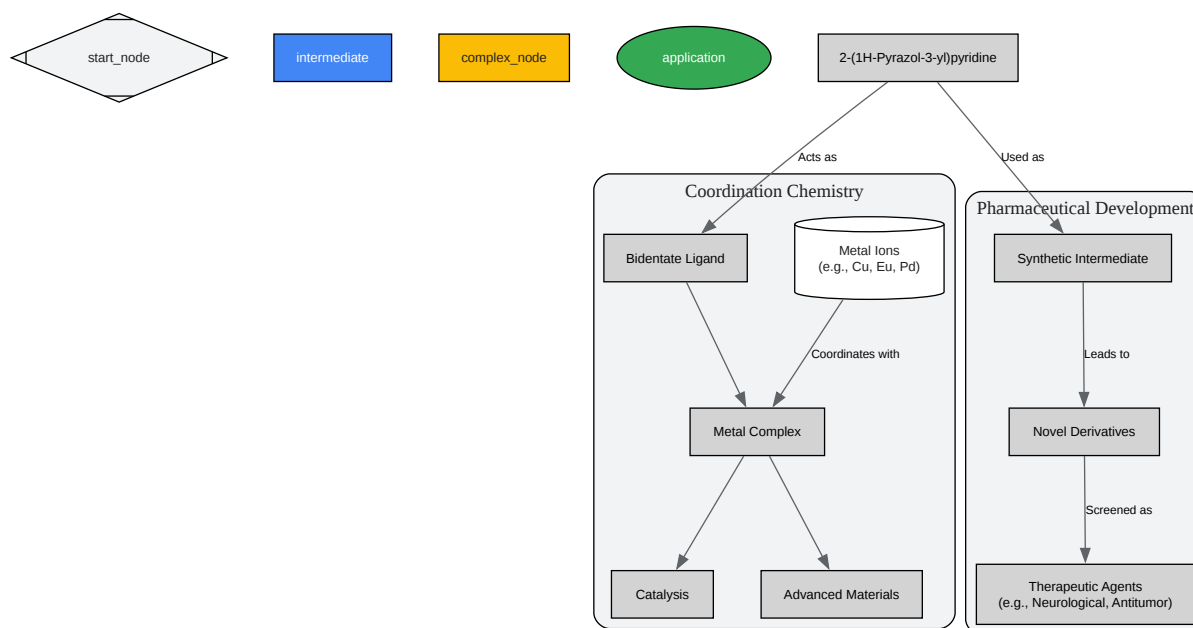 start_node
intermediate
complex_node
application
2-(1H-Pyrazol-3-yl)pyridine
Acts as
Used as
Coordination Chemistry
Pharmaceutical Development
Bidentate Ligand
Metal Ions
(e.g., Cu, Eu, Pd)
Synthetic Intermediate
Coordinates with
Leads to
Metal Complex
Novel Derivatives
Screened as
Catalysis
Advanced Materials
Therapeutic Agents
(e.g., Neurological, Antitumor)